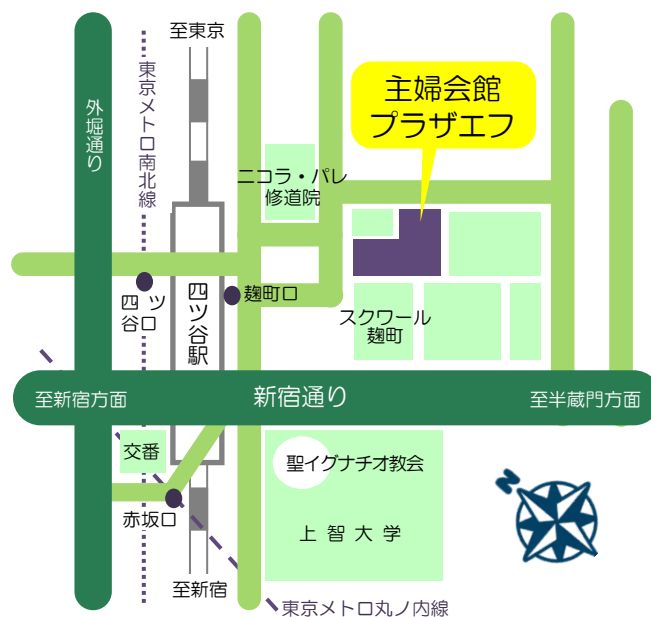 至東京
主婦会館
プラザエフ
外堀通り
東京メトロ南北線
ニコラ・バレ
修道院
四ツ
谷口
四ツ谷駅
麹町口
スクワール
麹町
至新宿方面
新宿通り
至半蔵門方面
交番
聖イグナチオ教会
赤坂口
上智大学
N
至新宿
東京メトロ丸ノ内線